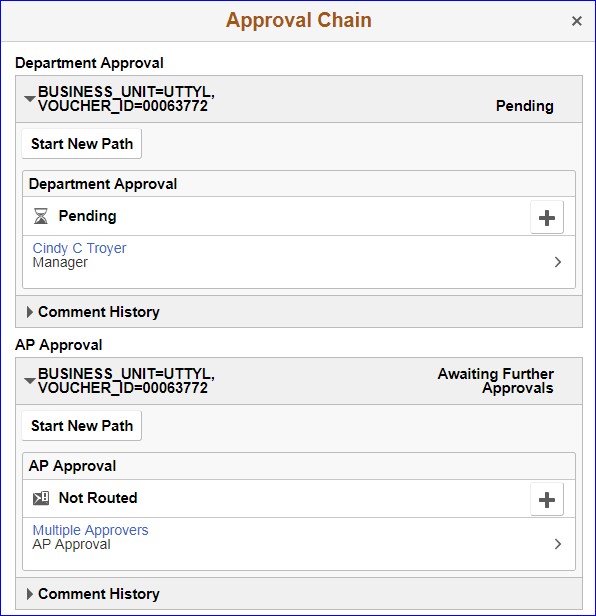 Approval Chain
Department Approval
BUSINESS_UNIT=UTTYL,
VOUCHER_ID=00063772
Pending
Start New Path
Department Approval
Pending
Cindy C Troyer
Manager
Comment History
AP Approval
BUSINESS_UNIT=UTTYL,
VOUCHER_ID=00063772
Awaiting Further
Approvals
Start New Path
AP Approval
Not Routed
Multiple Approvers
AP Approval
Comment History